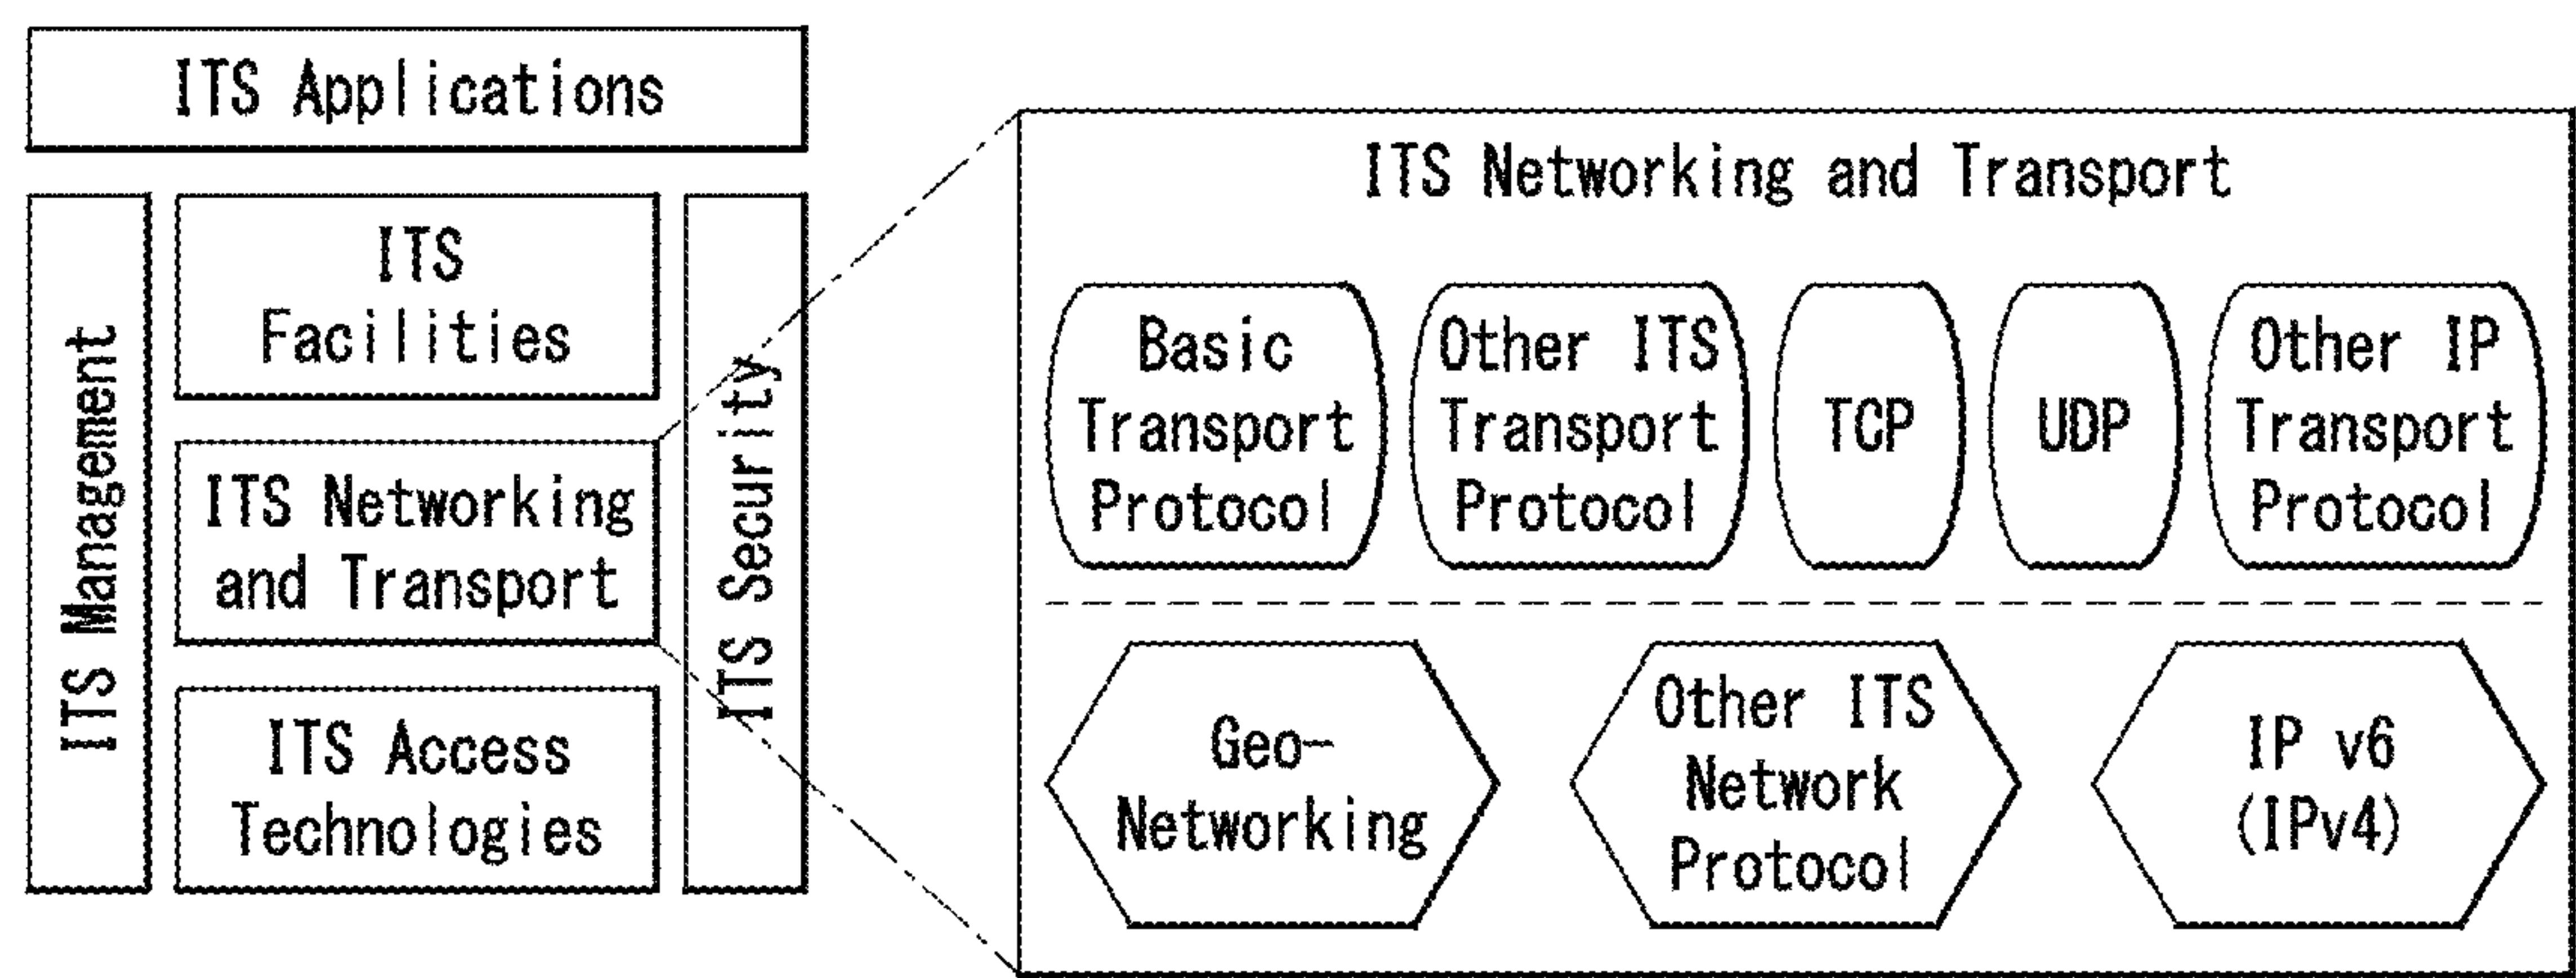 ITS Applications
ITS Management
ITS
Facilities
ITS Networking
and Transport
ITS Access
Technologies
ITS Security
ITS Networking and Transport
Basic
Transport
Protocol
Other ITS
Transport
Protocol
TCP
UDP
Other IP
Transport
Protocol
Geo-
Networking
Other ITS
Network
Protocol
IP v6
(IPv4)